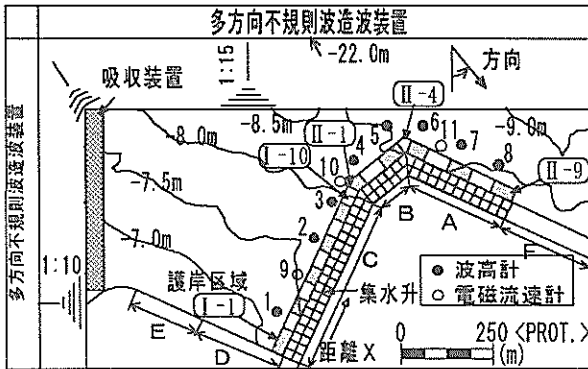 多方向不規則波造波装置
多方向不規則波造波装置
吸収装置
1:15
-22.0m
方向
-8.0m
-8.5m
II-1
I-10
II-4
-9.0m
5
6
11
7
8
4
10
3
II-9
-7.5m
2
B
A
F
-7.0m
9
C
1:10
護岸区域
I-1
1
集水升
● 波高計
○ 電磁流速計
E
D
距離X
0 250 <PROT.>
(m)